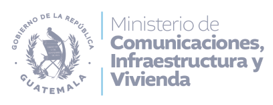 GOBIERNO DE LA REPÚBLICA
GUATEMALA
Ministerio de
Comunicaciones,
Infraestructura y
Vivienda